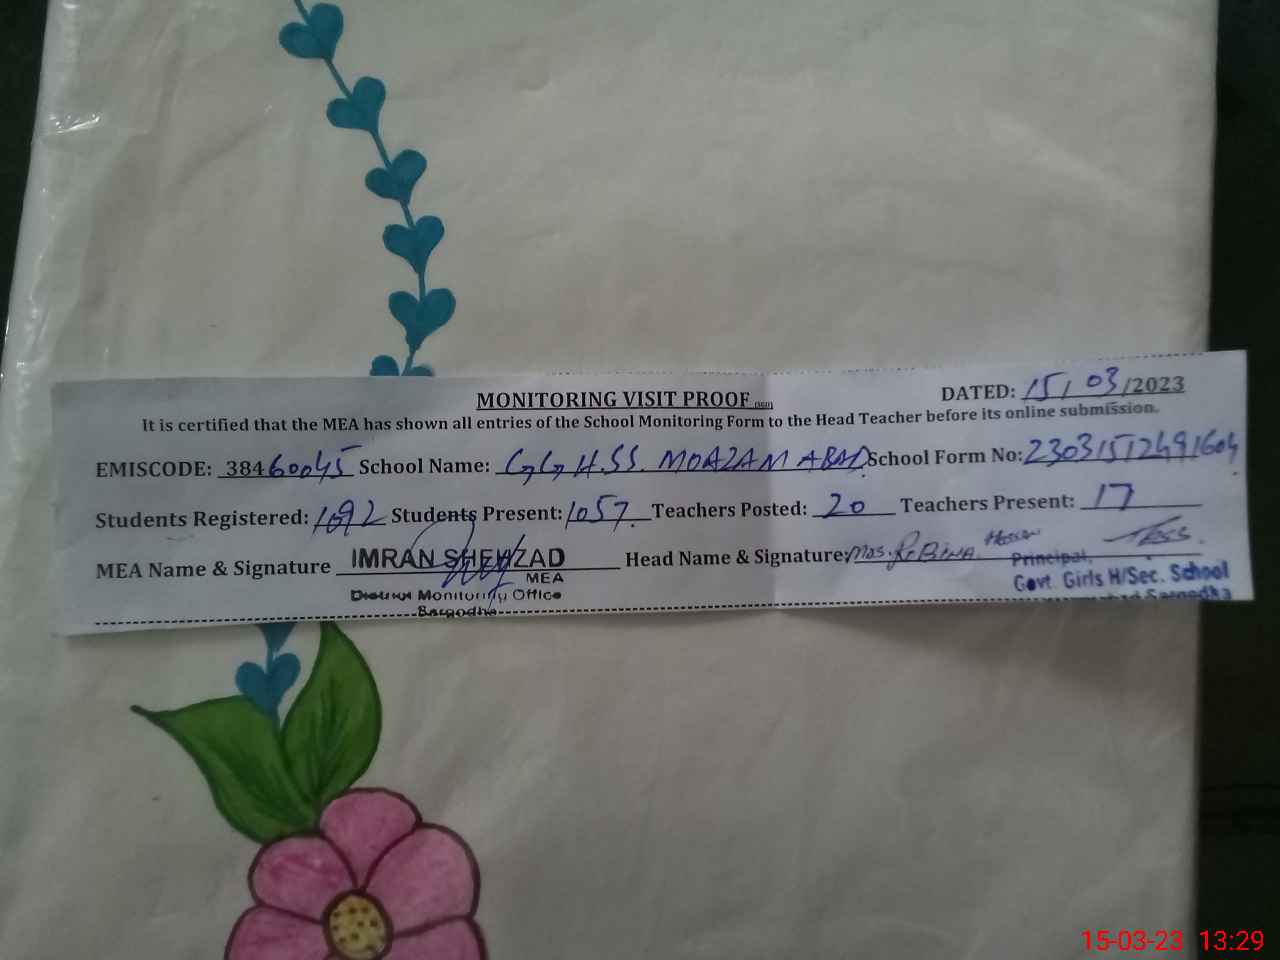 MONITORING VISIT PROOF
DATED: 15/03/2023
It is certified that the MEA has shown all entries of the School Monitoring Form to the Head Teacher before its online submission.
EMISCODE: 38460045 School Name: GGH.SS. MOAZAM ABAD School Form No: 23031512491604
Students Registered: 1092 Students Present: 1057 Teachers Posted: 20 Teachers Present: 17
MEA Name & Signature IMRAN SHEHZAD Head Name & Signature: Mrs. RoBina
MEA Principal,
District Monitoring Office Govt. Girls H/Sec. School
Sargodha Sargodha
15-03-23 13:29